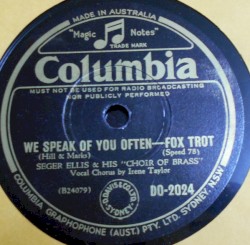 MADE IN AUSTRALIA
"Magic Notes"
TRADE MARK
Columbia
MUST NOT BE USED FOR RADIO BROADCASTING
NOR PUBLICLY PERFORMED
WE SPEAK OF YOU OFTEN—FOX TROT
(Hill & Marks) (Speed 78)
SEGER ELLIS & HIS "CHOIR OF BRASS"
Vocal Chorus by Irene Taylor
(B24079)
DO-2024
SYDNEY
COLUMBIA GRAPHOPHONE (AUST.) PTY. LTD. SYDNEY. N.S.W.